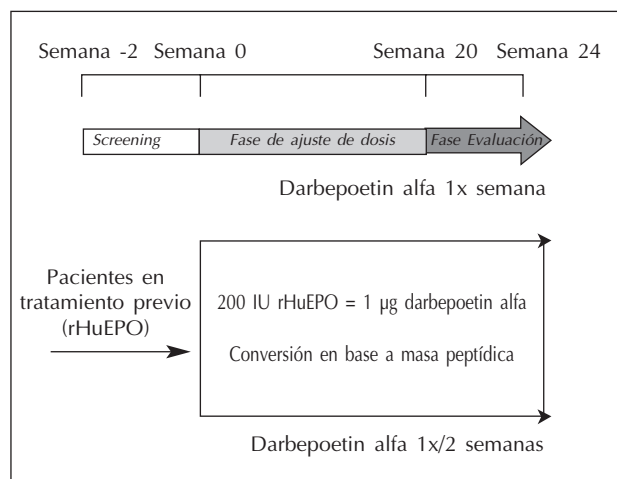 Semana -2 Semana 0 Semana 20 Semana 24
Screening Fase de ajuste de dosis Fase Evaluación
Darbepoetin alfa 1x semana
Pacientes en
tratamiento previo
(rHuEPO)
200 IU rHuEPO = 1 µg darbepoetin alfa
Conversión en base a masa peptídica
Darbepoetin alfa 1x/2 semanas